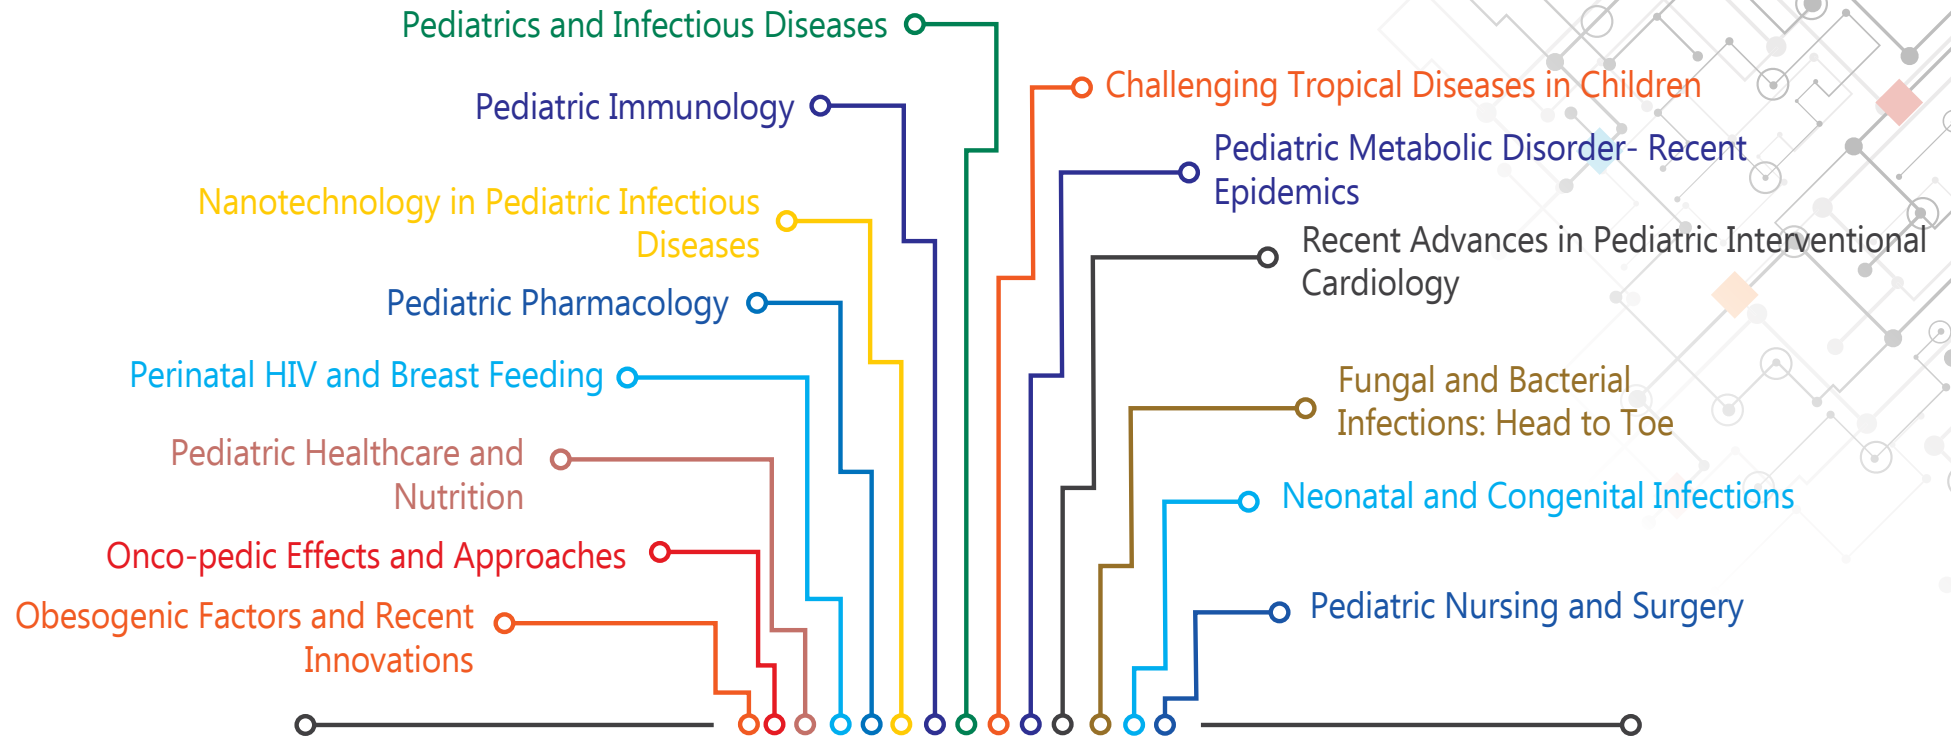 Pediatrics and Infectious Diseases
Pediatric Immunology
Nanotechnology in Pediatric Infectious
Diseases
Pediatric Pharmacology
Perinatal HIV and Breast Feeding
Pediatric Healthcare and
Nutrition
Onco-pedic Effects and Approaches
Obesogenic Factors and Recent
Innovations
Challenging Tropical Diseases in Children
Pediatric Metabolic Disorder- Recent
Epidemics
Recent Advances in Pediatric Interventional
Cardiology
Fungal and Bacterial
Infections: Head to Toe
Neonatal and Congenital Infections
Pediatric Nursing and Surgery